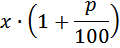 x · (1 + p/100)